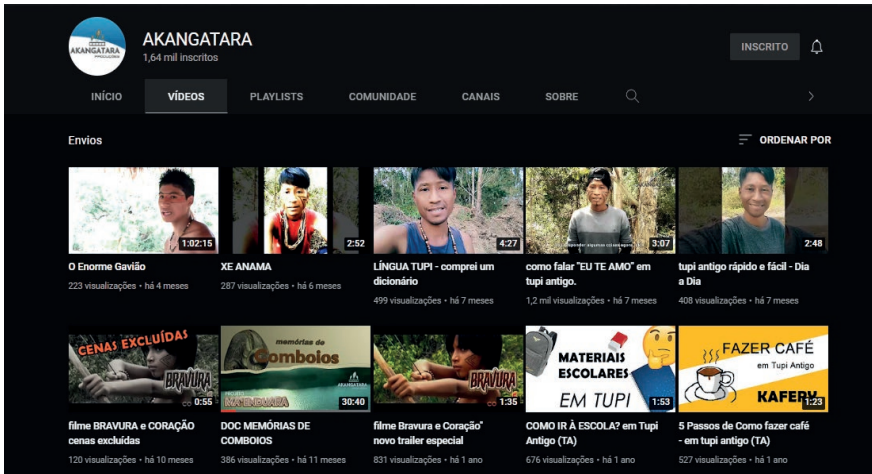 AKANGATARA
AKANGATARA
1,64 mil inscritos
INSCRITO
INÍCIO
VÍDEOS
PLAYLISTS
COMUNIDADE
CANAIS
SOBRE
Envios
ORDENAR POR
1:02:15
2:52
4:27
3:07
2:48
O Enorme Gavião
223 visualizações • há 4 meses
XE ANAMA
287 visualizações • há 6 meses
LÍNGUA TUPI - comprei um
dicionário
499 visualizações • há 7 meses
como falar "EU TE AMO" em
tupi antigo.
1,2 mil visualizações • há 7 meses
tupi antigo rápido e fácil - Dia
a Dia
408 visualizações • há 7 meses
CENAS EXCLUÍDAS
BRAVURA
0:55
memórias de
Comboios
AKANGATARA
30:40
BRAVURA
1:35
MATERIAIS
ESCOLARES
EM TUPI
1:53
FAZER CAFÉ
em Tupi Antigo
KAFERY
1:23
filme BRAVURA e CORAÇÃO
cenas excluídas
120 visualizações • há 10 meses
DOC MEMÓRIAS DE
COMBOIOS
386 visualizações • há 11 meses
filme Bravura e Coração"
novo trailer especial
831 visualizações • há 1 ano
COMO IR À ESCOLA? em Tupi
Antigo (TA)
676 visualizações • há 1 ano
5 Passos de Como fazer café
- em tupi antigo (TA)
527 visualizações • há 1 ano